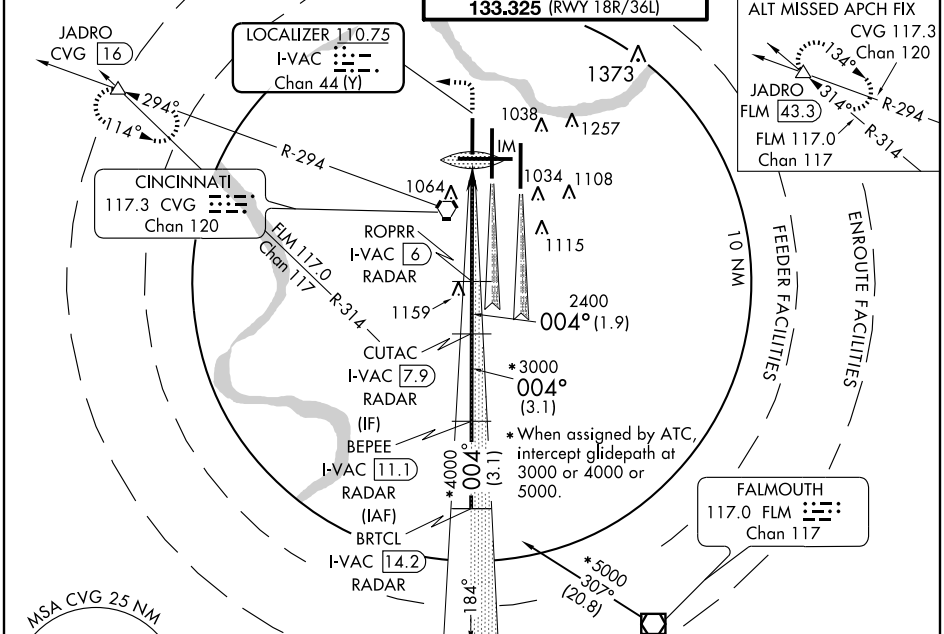 133.325 (RWY 18R/36L)
ALT MISSED APCH FIX
CVG 117.3
Chan 120
134°
314°
JADRO
FLM 43.3
R-294
R-314
FLM 117.0
Chan 117
JADRO
CVG 16
294°
114°
R-294
LOCALIZER 110.75
I-VAC
Chan 44 (Y)
1373
1038
1257
IM
1034
1108
1064
1115
CINCINNATI
117.3 CVG
Chan 120
FLM 117.0
Chan 117
R-314
ROPRR
I-VAC 6
RADAR
1159
2400
004° (1.9)
10 NM
FEEDER FACILITIES
ENROUTE FACILITIES
CUTAC
I-VAC 7.9
RADAR
*3000
004°
(3.1)
(IF)
BEPEE
I-VAC 11.1
RADAR
*4000
004°
(3.1)
* When assigned by ATC,
intercept glidepath at
3000 or 4000 or
5000.
(IAF)
BRTCL
I-VAC 14.2
RADAR
FALMOUTH
117.0 FLM
Chan 117
*5000
307°
(20.8)
184°
MSA CVG 25 NM